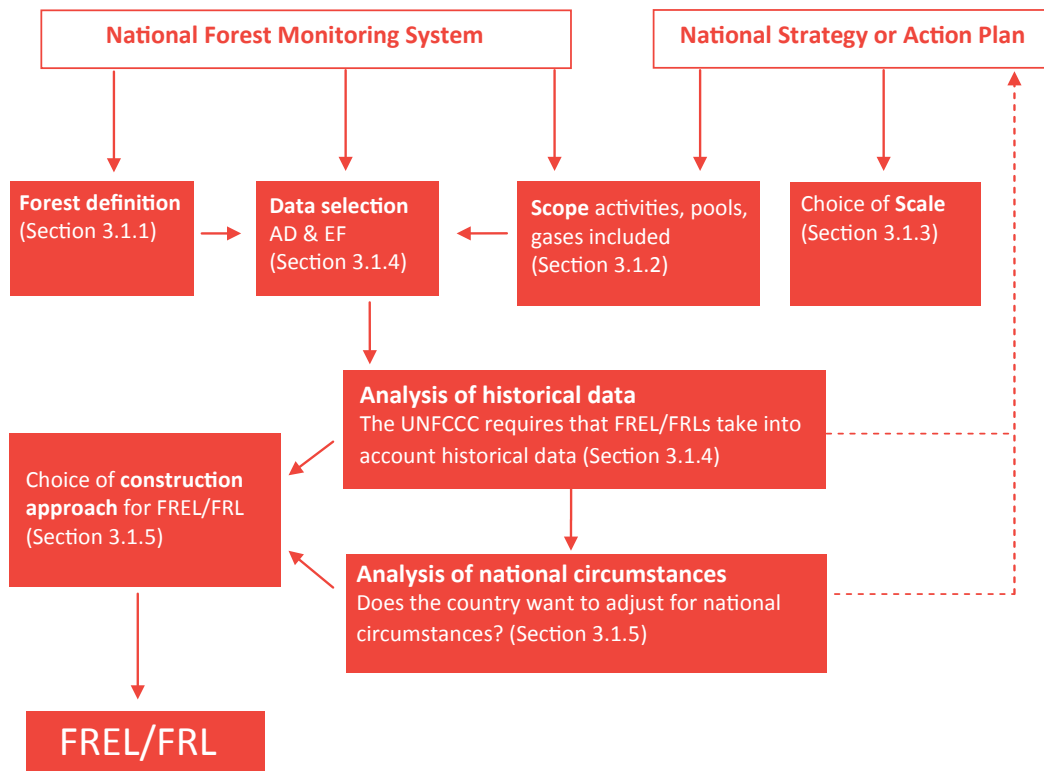 National Forest Monitoring System
National Strategy or Action Plan
Forest definition
(Section 3.1.1)
Data selection
AD & EF
(Section 3.1.4)
Scope activities, pools,
gases included
(Section 3.1.2)
Choice of Scale
(Section 3.1.3)
Analysis of historical data
The UNFCCC requires that FREL/FRLs take into
account historical data (Section 3.1.4)
Choice of construction
approach for FREL/FRL
(Section 3.1.5)
Analysis of national circumstances
Does the country want to adjust for national
circumstances? (Section 3.1.5)
FREL/FRL